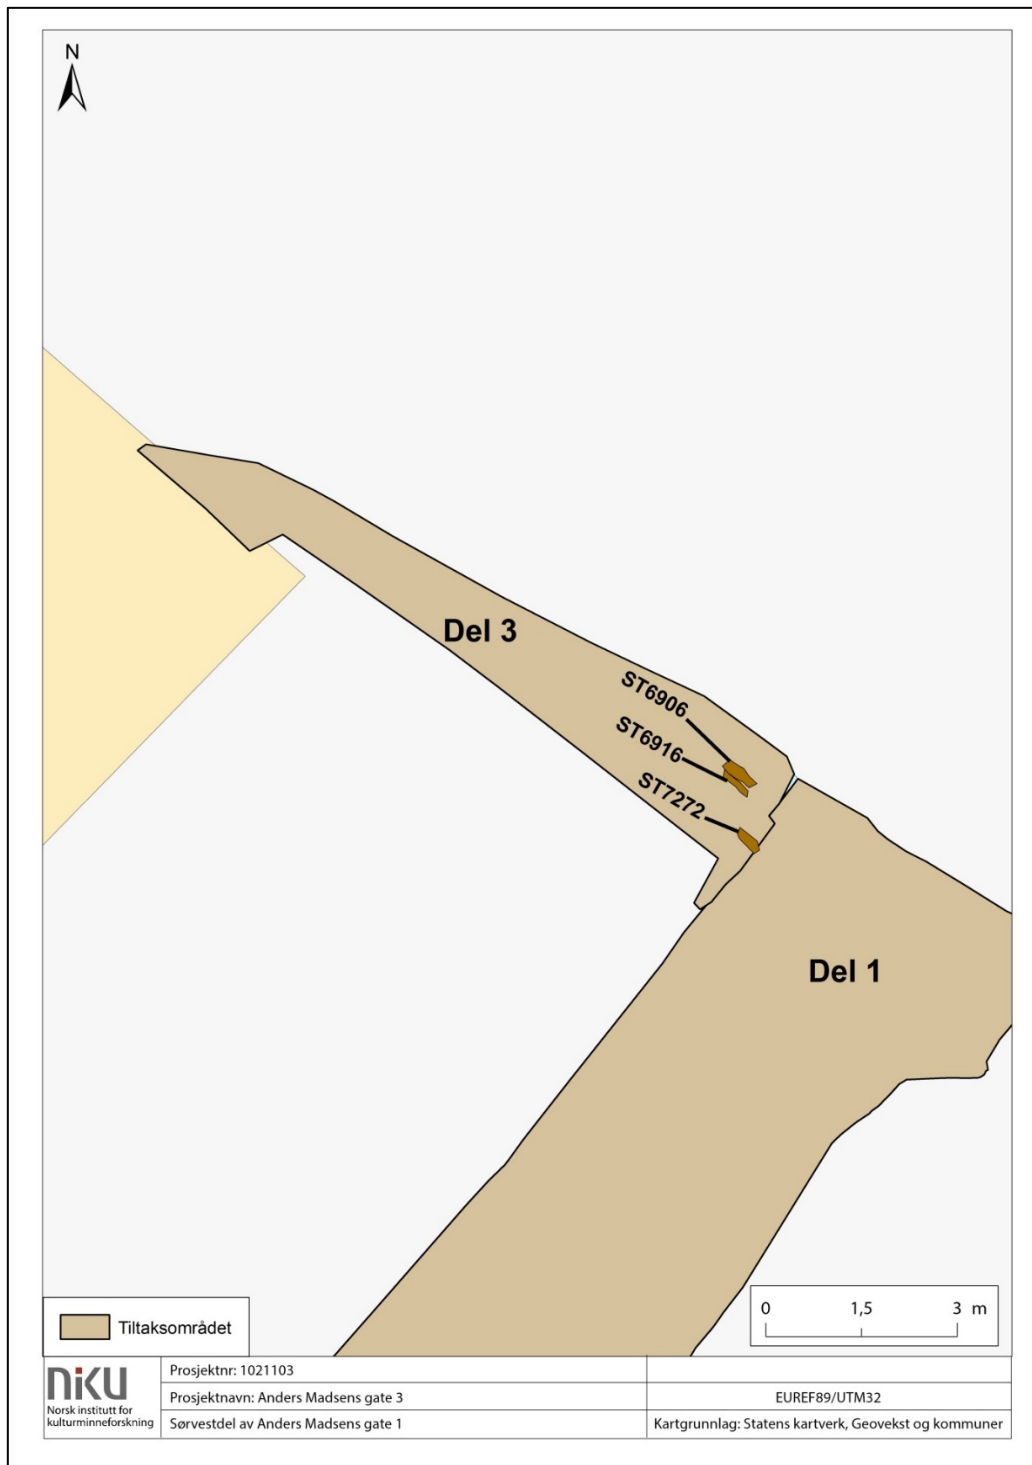 N
Del 3
ST6906
ST6916
ST7272
Del 1
Tiltaksområdet
0 1,5 3 m
niku
Norsk institutt for
kulturminneforskning
Prosjektnr: 1021103
Prosjektnavn: Anders Madsens gate 3
EUREF89/UTM32
Sørvestdel av Anders Madsens gate 1
Kartgrunnlag: Statens kartverk, Geovekst og kommuner